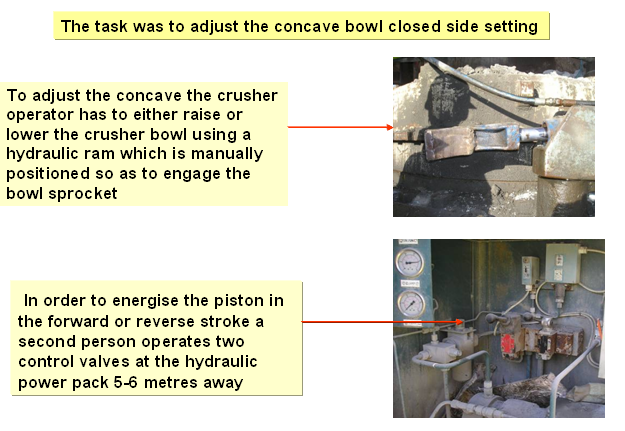 The task was to adjust the concave bowl closed side setting
To adjust the concave the crusher
operator has to either raise or
lower the crusher bowl using a
hydraulic ram which is manually
positioned so as to engage the
bowl sprocket
In order to energise the piston in
the forward or reverse stroke a
second person operates two
control valves at the hydraulic
power pack 5-6 metres away